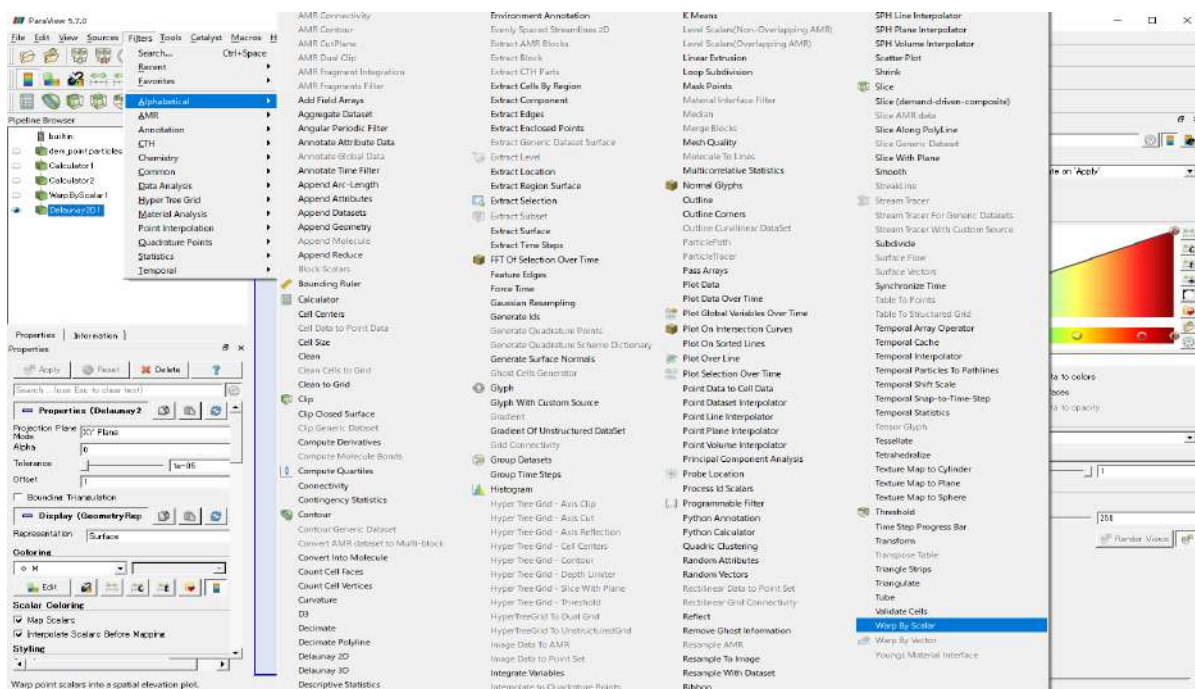 ParaView 5.7.0
File Edit View Sources Filters Tools Catalyst Macros H
Search... Ctrl+Space
Recent
Favorites
Alphabetical
AMR
Annotation
CTH
Chemistry
Common
Data Analysis
Hyper Tree Grid
Material Analysis
Point Interpolation
Quadrature Points
Statistics
Temporal
Pipeline Browser
builtin:
dem_pointparticles
Calculator1
Calculator2
WarpByScalar1
Delaunay2D1
Properties Information
Properties
Apply Reset Delete ?
Search ... (use Esc to clear text)
Properties (Delaunay2
Projection Plane Mode XY Plane
Alpha 0
Tolerance 1e-05
Offset 1
Bounding Triangulation
Display (GeometryRep
Representation Surface
Coloring
H
Edit
Scalar Coloring
Map Scalars
Interpolate Scalars Before Mapping
Styling
Warp point scalars into a spatial elevation plot.
AMR Connectivity
AMR Contour
AMR CutPlane
AMR Dual Clip
AMR Fragment Integration
AMR Fragments Filter
Add Field Arrays
Aggregate Dataset
Angular Periodic Filter
Annotate Attribute Data
Annotate Global Data
Annotate Time Filter
Append Arc-Length
Append Attributes
Append Datasets
Append Geometry
Append Molecule
Append Reduce
Block Scalars
Bounding Ruler
Calculator
Cell Centers
Cell Data to Point Data
Cell Size
Clean
Clean Cells to Grid
Clean to Grid
Clip
Clip Closed Surface
Clip Generic Dataset
Compute Derivatives
Compute Molecule Bonds
Compute Quartiles
Connectivity
Contingency Statistics
Contour
Contour Generic Dataset
Convert AMR dataset to Multi-block
Convert Into Molecule
Count Cell Faces
Count Cell Vertices
Curvature
D3
Decimate
Decimate Polyline
Delaunay 2D
Delaunay 3D
Descriptive Statistics
Environment Annotation
Evenly Spaced Streamlines 2D
Extract AMR Blocks
Extract Block
Extract CTH Parts
Extract Cells By Region
Extract Component
Extract Edges
Extract Enclosed Points
Extract Generic Dataset Surface
Extract Level
Extract Location
Extract Region Surface
Extract Selection
Extract Subset
Extract Surface
Extract Time Steps
FFT Of Selection Over Time
Feature Edges
Force Time
Gaussian Resampling
Generate Ids
Generate Quadrature Points
Generate Quadrature Scheme Dictionary
Generate Surface Normals
Ghost Cells Generator
Glyph
Glyph With Custom Source
Gradient
Gradient Of Unstructured DataSet
Grid Connectivity
Group Datasets
Group Time Steps
Histogram
Hyper Tree Grid - Axis Clip
Hyper Tree Grid - Axis Cut
Hyper Tree Grid - Axis Reflection
Hyper Tree Grid - Cell Centers
Hyper Tree Grid - Contour
Hyper Tree Grid - Depth Limiter
Hyper Tree Grid - Slice With Plane
Hyper Tree Grid - Threshold
HyperTreeGrid To Dual Grid
HyperTreeGrid To UnstructuredGrid
Image Data To AMR
Image Data to Point Set
Integrate Variables
Interpolate to Quadrature Points
K Means
Level Scalars(Non-Overlapping AMR)
Level Scalars(Overlapping AMR)
Linear Extrusion
Loop Subdivision
Mask Points
Material Interface Filter
Median
Merge Blocks
Mesh Quality
Molecule To Lines
Multicorrelative Statistics
Normal Glyphs
Outline
Outline Corners
Outline Curvilinear DataSet
ParticlePath
ParticleTracer
Pass Arrays
Plot Data
Plot Data Over Time
Plot Global Variables Over Time
Plot On Intersection Curves
Plot On Sorted Lines
Plot Over Line
Plot Selection Over Time
Point Data to Cell Data
Point Dataset Interpolator
Point Line Interpolator
Point Plane Interpolator
Point Volume Interpolator
Principal Component Analysis
Probe Location
Process Id Scalars
Programmable Filter
Python Annotation
Python Calculator
Quadric Clustering
Random Attributes
Random Vectors
Rectilinear Data to Point Set
Rectilinear Grid Connectivity
Reflect
Remove Ghost Information
Resample AMR
Resample To Image
Resample With Dataset
Ribbon
SPH Line Interpolator
SPH Plane Interpolator
SPH Volume Interpolator
Scatter Plot
Shrink
Slice
Slice (demand-driven-composite)
Slice AMR data
Slice Along PolyLine
Slice Generic Dataset
Slice With Plane
Smooth
StreakLine
Stream Tracer
Stream Tracer For Generic Datasets
Stream Tracer With Custom Source
Subdivide
Surface Flow
Surface Vectors
Synchronize Time
Table To Points
Table To Structured Grid
Temporal Array Operator
Temporal Cache
Temporal Interpolator
Temporal Particles To Pathlines
Temporal Shift Scale
Temporal Snap-to-Time-Step
Temporal Statistics
Tensor Glyph
Tessellate
Tetrahedralize
Texture Map to Cylinder
Texture Map to Plane
Texture Map to Sphere
Threshold
Time Step Progress Bar
Transform
Transpose Table
Triangle Strips
Triangulate
Tube
Validate Cells
Warp By Scalar
Warp By Vector
Youngs Material Interface
te on 'Apply'
ta to colors
faces
ta to opacity
1
256
Render Views